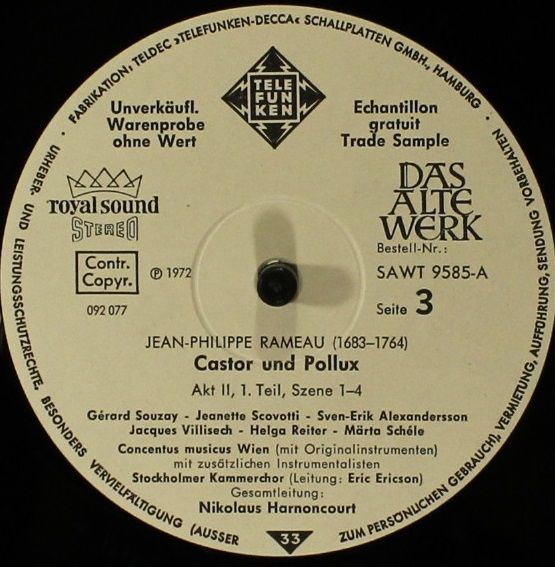 FABRIKATION: TELDEC »TELEFUNKEN-DECCA« SCHALLPLATTEN GMBH., HAMBURG · URHEBER- UND LEISTUNGSSCHUTZRECHTE, BESONDERS VERVIELFÄLTIGUNG (AUSSER ZUM PERSÖNLICHEN GEBRAUCH), VERMIETUNG, AUFFÜHRUNG, SENDUNG VORBEHALTEN ·
TELE
FUN
KEN
Unverkäufl.
Warenprobe
ohne Wert
Echantillon
gratuit
Trade Sample
royal sound
STEREO
DAS
ALTE
WERK
Contr.
Copyr.
℗ 1972
092 077
Bestell-Nr.:
SAWT 9585-A
Seite 3
JEAN-PHILIPPE RAMEAU (1683–1764)
Castor und Pollux
Akt II, 1. Teil, Szene 1–4
Gérard Souzay - Jeanette Scovotti - Sven-Erik Alexandersson
Jacques Villisech - Helga Reiter - Märta Schéle
Concentus musicus Wien (mit Originalinstrumenten)
mit zusätzlichen Instrumentalisten
Stockholmer Kammerchor (Leitung: Eric Ericson)
Gesamtleitung:
Nikolaus Harnoncourt
33